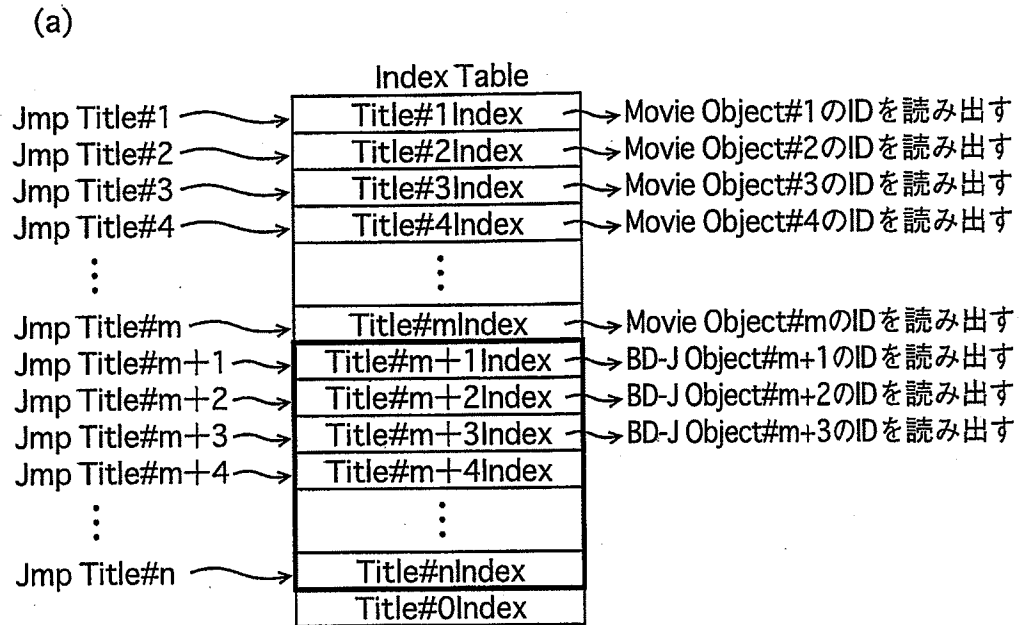 (a)
Index Table
Jmp Title#1 Title#1Index Movie Object#1のIDを読み出す
Jmp Title#2 Title#2Index Movie Object#2のIDを読み出す
Jmp Title#3 Title#3Index Movie Object#3のIDを読み出す
Jmp Title#4 Title#4Index Movie Object#4のIDを読み出す
Jmp Title#m Title#mIndex Movie Object#mのIDを読み出す
Jmp Title#m+1 Title#m+1Index BD-J Object#m+1のIDを読み出す
Jmp Title#m+2 Title#m+2Index BD-J Object#m+2のIDを読み出す
Jmp Title#m+3 Title#m+3Index BD-J Object#m+3のIDを読み出す
Jmp Title#m+4 Title#m+4Index
Jmp Title#n Title#nIndex
Title#0Index